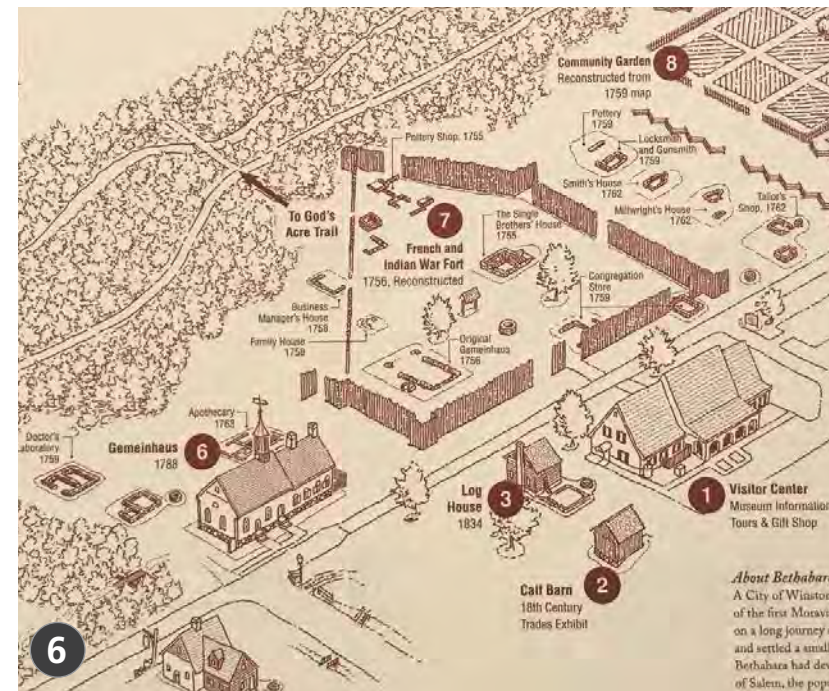 Community Garden
Reconstructed from
1759 map
8
Pottery
1759
Locksmith
and Gunsmith
1759
Pottery Shop, 1755
Smith's House
1762
Millwright's House
1762
Tailor's
Shop, 1762
To God's
Acre Trail
7
French and
Indian War Fort
1756, Reconstructed
The Single
Brothers' House
1755
Congregation
Store
1759
Business
Manager's House
1758
Family House
1759
Original
Gemeinhaus
1756
Apothecary
1763
Doctor's
Laboratory
1759
Gemeinhaus
1788
6
Log
House
1834
3
1
Visitor Center
Museum Information
Tours & Gift Shop
Calf Barn
18th Century
Trades Exhibit
2
About Bethabara
A City of Winston
of the first Morav
on a long journey
and settled a small
Bethabara had dev
of Salem, the pop
6